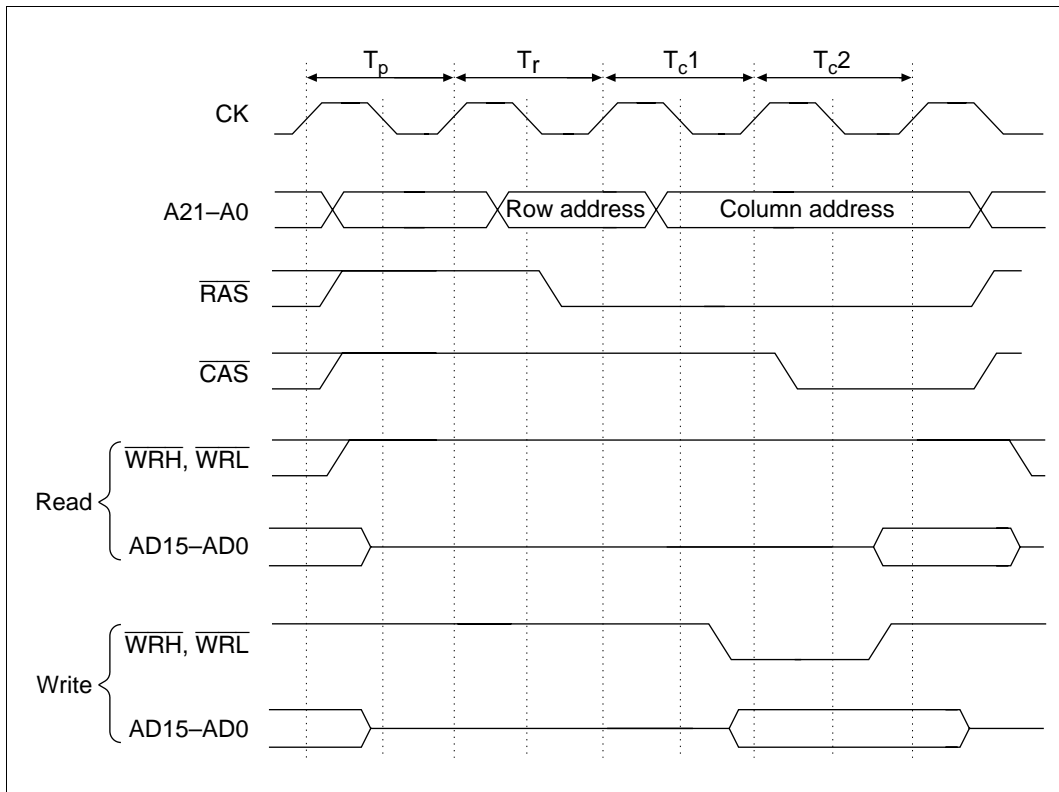 Tp Tr Tc1 Tc2
CK
A21–A0 Row address Column address
RAS
CAS
WRH, WRL
Read
AD15–AD0
WRH, WRL
Write
AD15–AD0